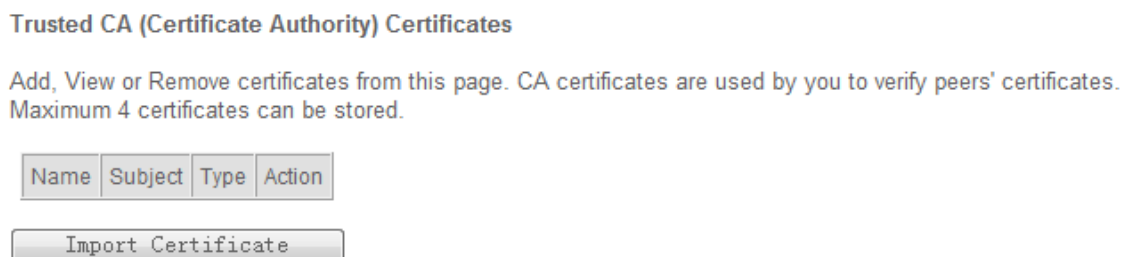 Trusted CA (Certificate Authority) Certificates
Add, View or Remove certificates from this page. CA certificates are used by you to verify peers' certificates.
Maximum 4 certificates can be stored.
Name Subject Type Action
Import Certificate